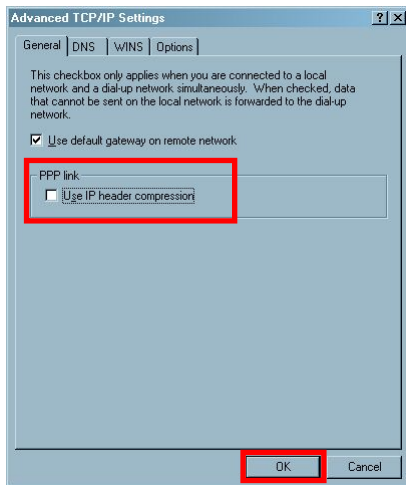 Advanced TCP/IP Settings
General DNS WINS Options
This checkbox only applies when you are connected to a local
network and a dial-up network simultaneously. When checked, data
that cannot be sent on the local network is forwarded to the dial-up
network.
Use default gateway on remote network
PPP link
Use IP header compression
OK Cancel